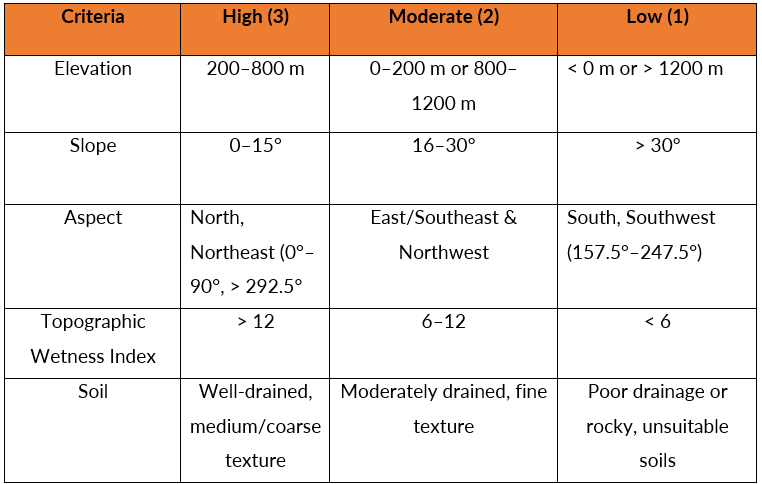 Criteria High (3) Moderate (2) Low (1)
Elevation 200–800 m 0–200 m or 800– < 0 m or > 1200 m
1200 m
Slope 0–15° 16–30° > 30°
Aspect North, East/Southeast & South, Southwest
Northeast (0°– Northwest (157.5°–247.5°)
90°, > 292.5°
Topographic > 12 6–12 < 6
Wetness Index
Soil Well-drained, Moderately drained, fine Poor drainage or
medium/coarse texture rocky, unsuitable
texture soils